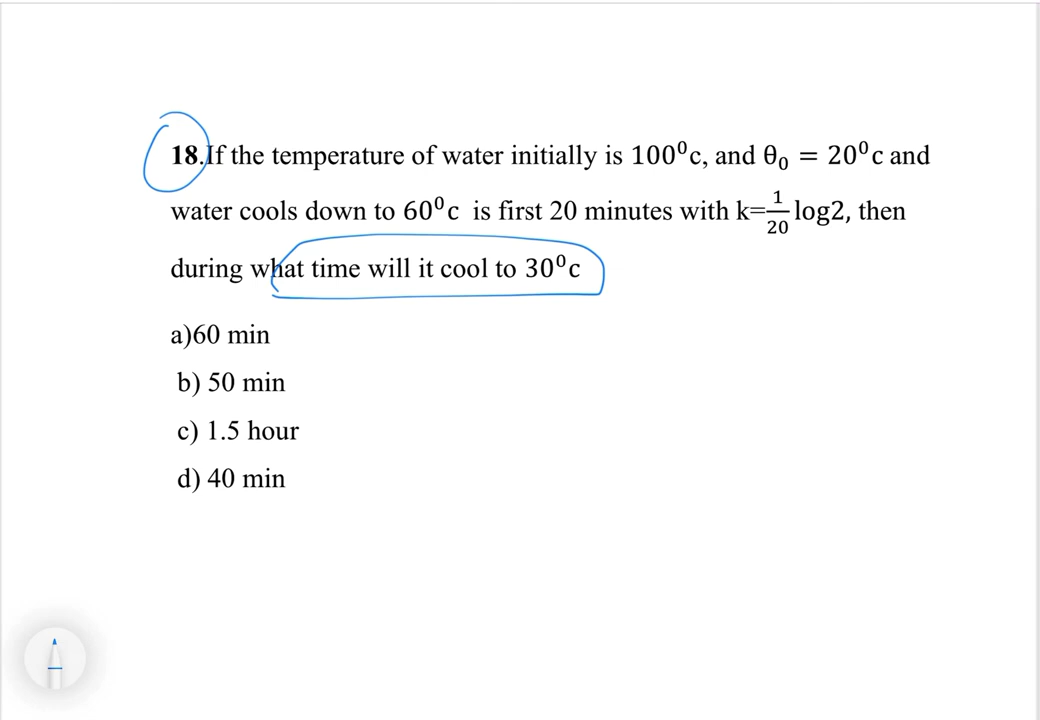 18.If the temperature of water initially is 100⁰c, and θ₀ = 20⁰c and
water cools down to 60⁰c is first 20 minutes with k=1/20 log2, then
during what time will it cool to 30⁰c
a)60 min
b) 50 min
c) 1.5 hour
d) 40 min